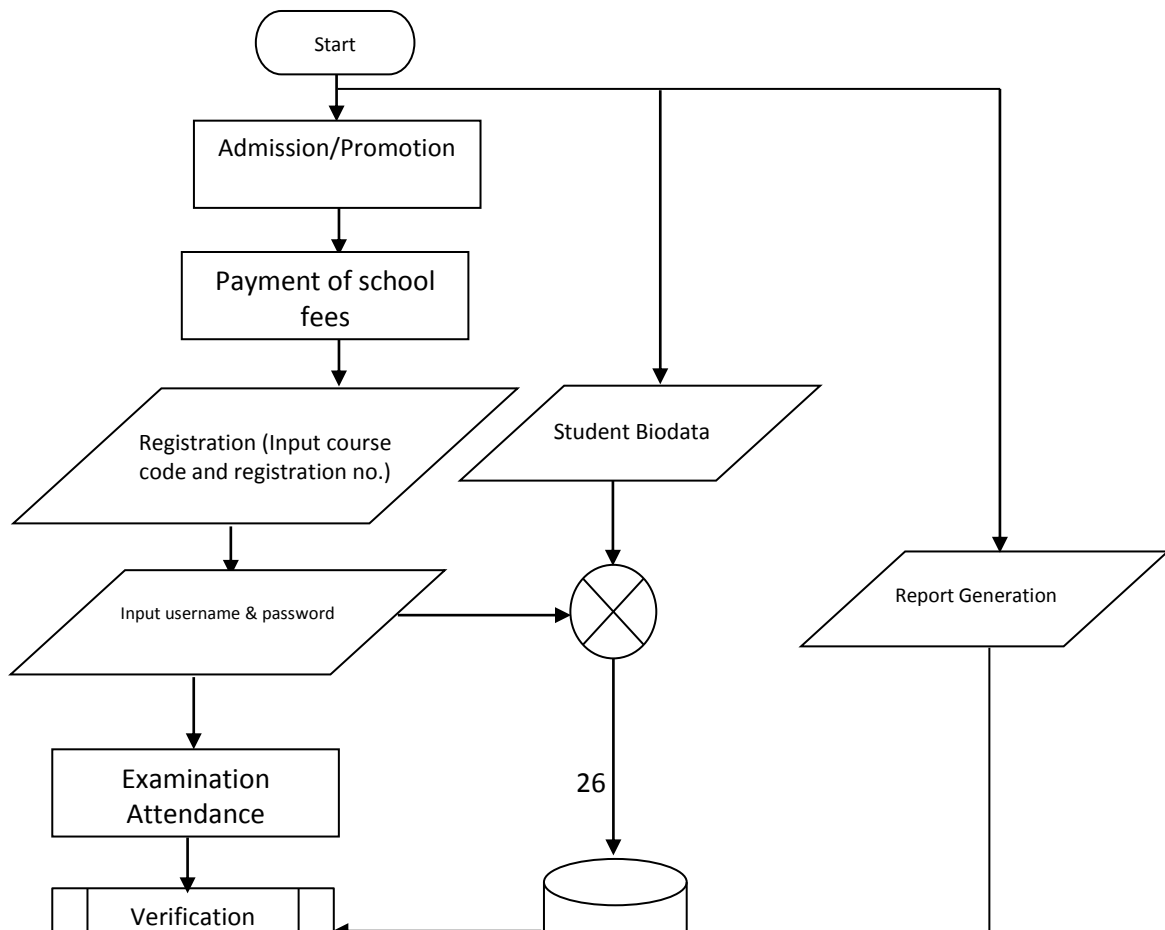 Start
Admission/Promotion
Payment of school
fees
Registration (Input course
code and registration no.)
Student Biodata
Input username & password
Report Generation
Examination
Attendance
26
Verification